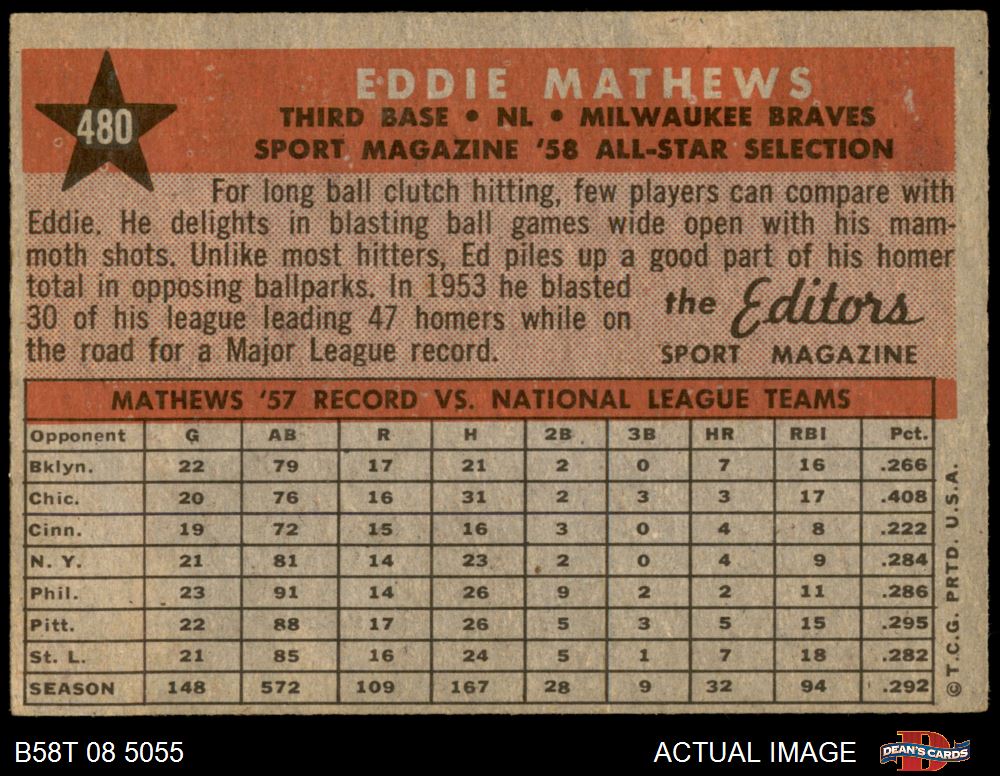 480
EDDIE MATHEWS
THIRD BASE • NL • MILWAUKEE BRAVES
SPORT MAGAZINE '58 ALL-STAR SELECTION
For long ball clutch hitting, few players can compare with
Eddie. He delights in blasting ball games wide open with his mam-
moth shots. Unlike most hitters, Ed piles up a good part of his homer
total in opposing ballparks. In 1953 he blasted
30 of his league leading 47 homers while on
the road for a Major League record.
the Editors
SPORT MAGAZINE
MATHEWS '57 RECORD VS. NATIONAL LEAGUE TEAMS
Opponent G AB R H 2B 3B HR RBI Pct.
Bklyn. 22 79 17 21 2 0 7 16 .266
Chic. 20 76 16 31 2 3 3 17 .408
Cinn. 19 72 15 16 3 0 4 8 .222
N. Y. 21 81 14 23 2 0 4 9 .284
Phil. 23 91 14 26 9 2 2 11 .286
Pitt. 22 88 17 26 5 3 5 15 .295
St. L. 21 85 16 24 5 1 7 18 .282
SEASON 148 572 109 167 28 9 32 94 .292
© T.C.G. PRTD. U.S.A.
B58T 08 5055
ACTUAL IMAGE
DEAN'S CARDS